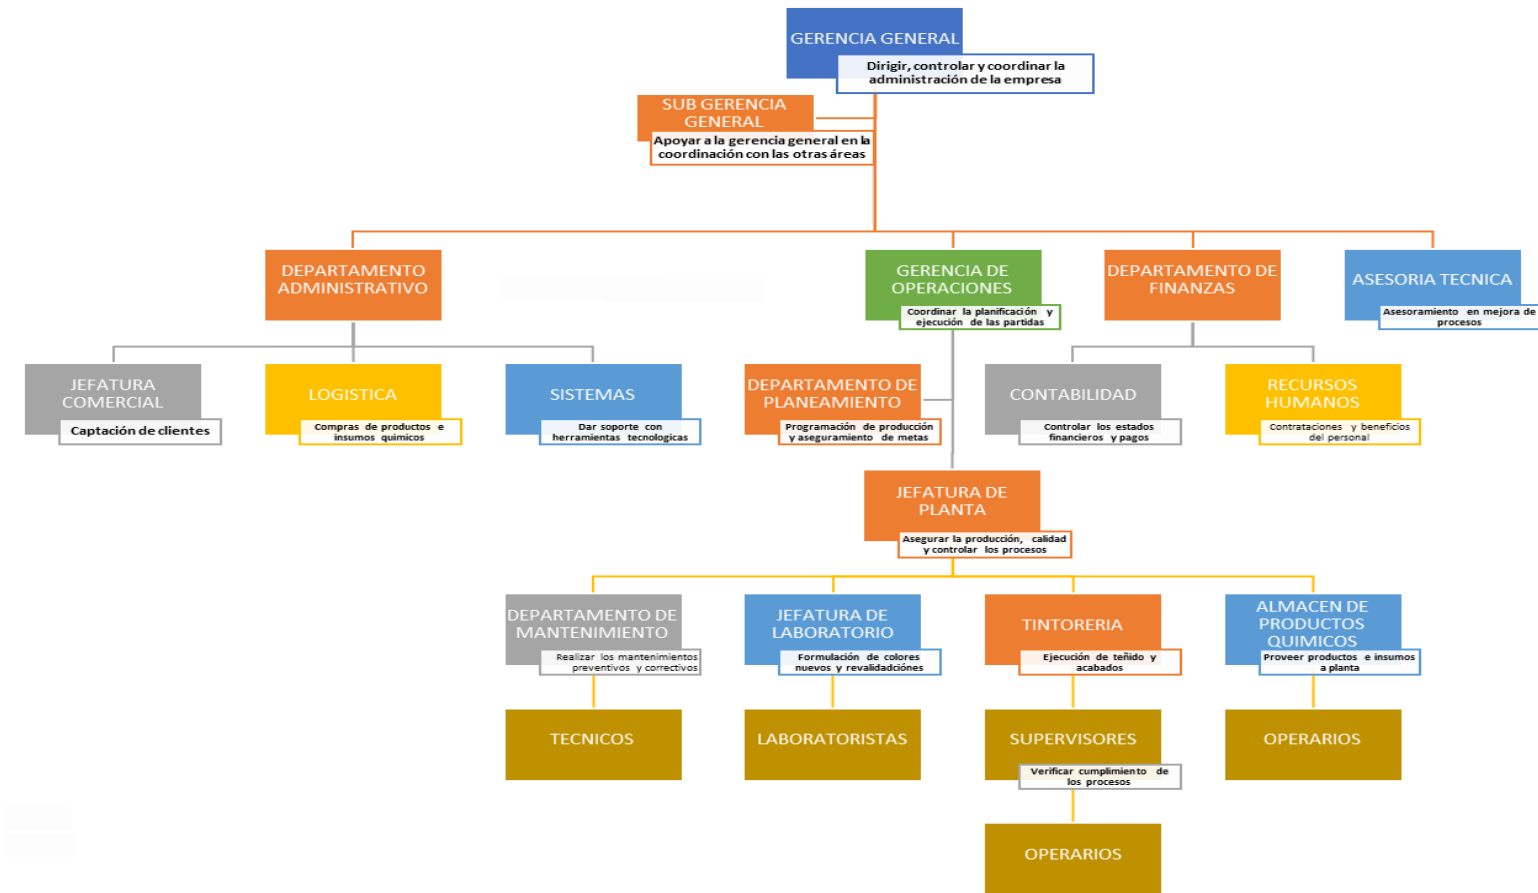 GERENCIA GENERAL
Dirigir, controlar y coordinar la
administración de la empresa
SUB GERENCIA
GENERAL
Apoyar a la gerencia general en la
coordinación con las otras áreas
DEPARTAMENTO
ADMINISTRATIVO
GERENCIA DE
OPERACIONES
Coordinar la planificación y
ejecución de las partidas
DEPARTAMENTO DE
FINANZAS
ASESORIA TECNICA
Asesoramiento en mejora de
procesos
JEFATURA
COMERCIAL
Captación de clientes
LOGISTICA
Compras de productos e
insumos quimicos
SISTEMAS
Dar soporte con
herramientas tecnologicas
DEPARTAMENTO DE
PLANEAMIENTO
Programación de producción
y aseguramiento de metas
CONTABILIDAD
Controlar los estados
financieros y pagos
RECURSOS
HUMANOS
Contrataciones y beneficios
del personal
JEFATURA DE
PLANTA
Asegurar la producción, calidad
y controlar los procesos
DEPARTAMENTO DE
MANTENIMIENTO
Realizar los mantenimientos
preventivos y correctivos
JEFATURA DE
LABORATORIO
Formulación de colores
nuevos y revalidadciónes
TINTORERIA
Ejecución de teñido y
acabados
ALMACEN DE
PRODUCTOS
QUIMICOS
Proveer productos e insumos
a planta
TECNICOS
LABORATORISTAS
SUPERVISORES
Verificar cumplimiento de
los procesos
OPERARIOS
OPERARIOS